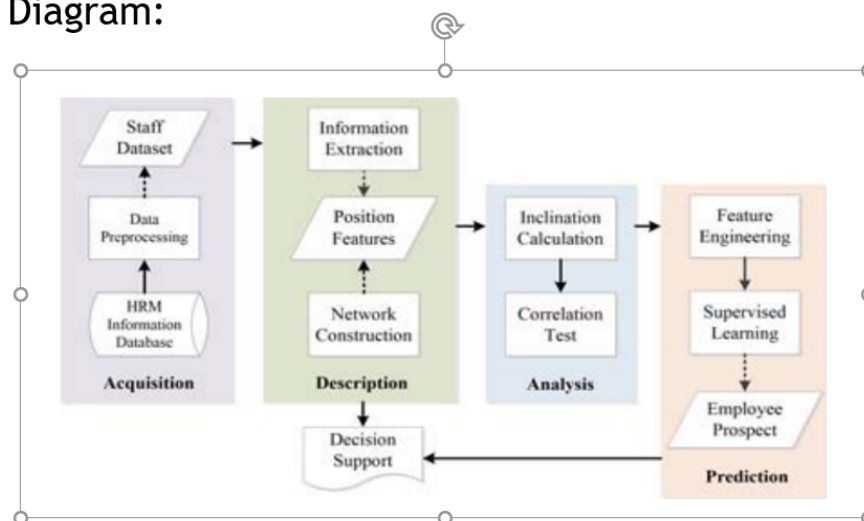 Diagram:
Staff
Dataset
Data
Preprocessing
HRM
Information
Database
Acquisition
Information
Extraction
Position
Features
Network
Construction
Description
Decision
Support
Inclination
Calculation
Correlation
Test
Analysis
Feature
Engineering
Supervised
Learning
Employee
Prospect
Prediction